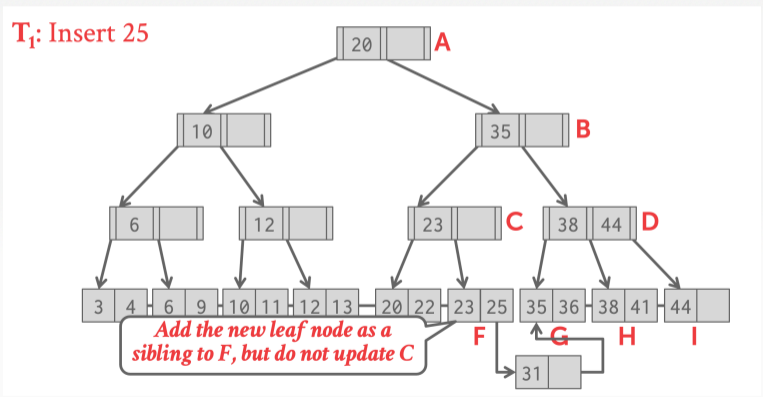 T1: Insert 25
20 A
10 35 B
6 12 23 C 38 44 D
3 4 6 9 10 11 12 13 20 22 23 25 35 36 38 41 44
Add the new leaf node as a
sibling to F, but do not update C
F G H I
31